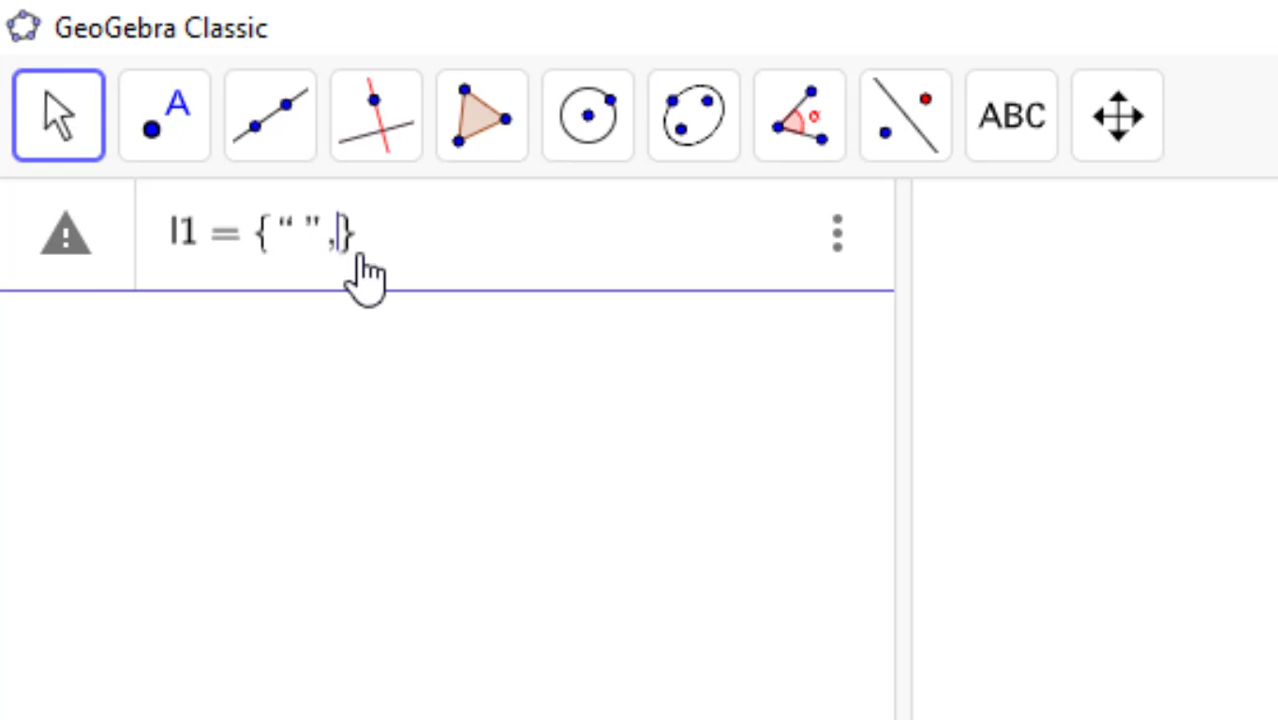 GeoGebra Classic
A
α
ABC
l1 = {“ ”,}